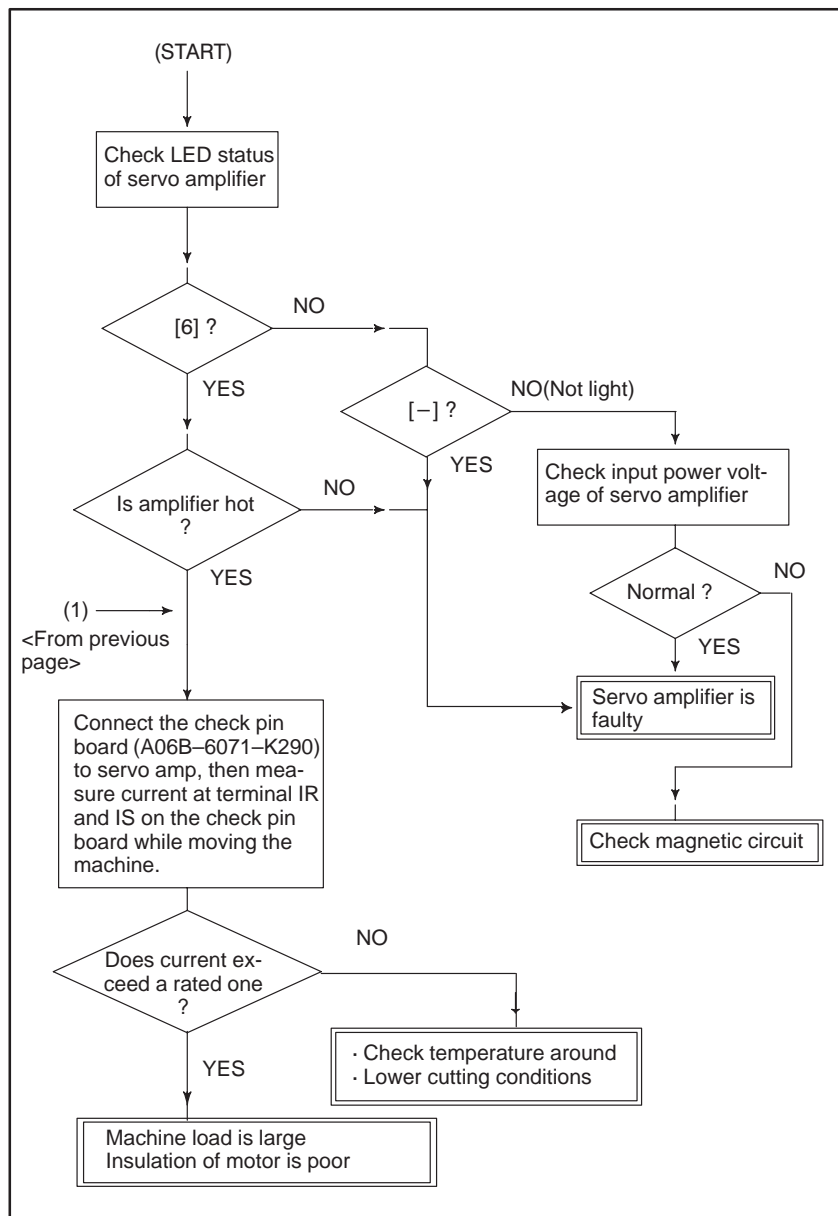 (START)
Check LED status
of servo amplifier
[6] ?
NO
YES
[–] ?
NO(Not light)
YES
Is amplifier hot
?
NO
YES
Check input power volt-
age of servo amplifier
Normal ?
NO
YES
(1)
<From previous
page>
Servo amplifier is
faulty
Connect the check pin
board (A06B–6071–K290)
to servo amp, then mea-
sure current at terminal IR
and IS on the check pin
board while moving the
machine.
Check magnetic circuit
Does current ex-
ceed a rated one
?
NO
YES
· Check temperature around
· Lower cutting conditions
Machine load is large
Insulation of motor is poor